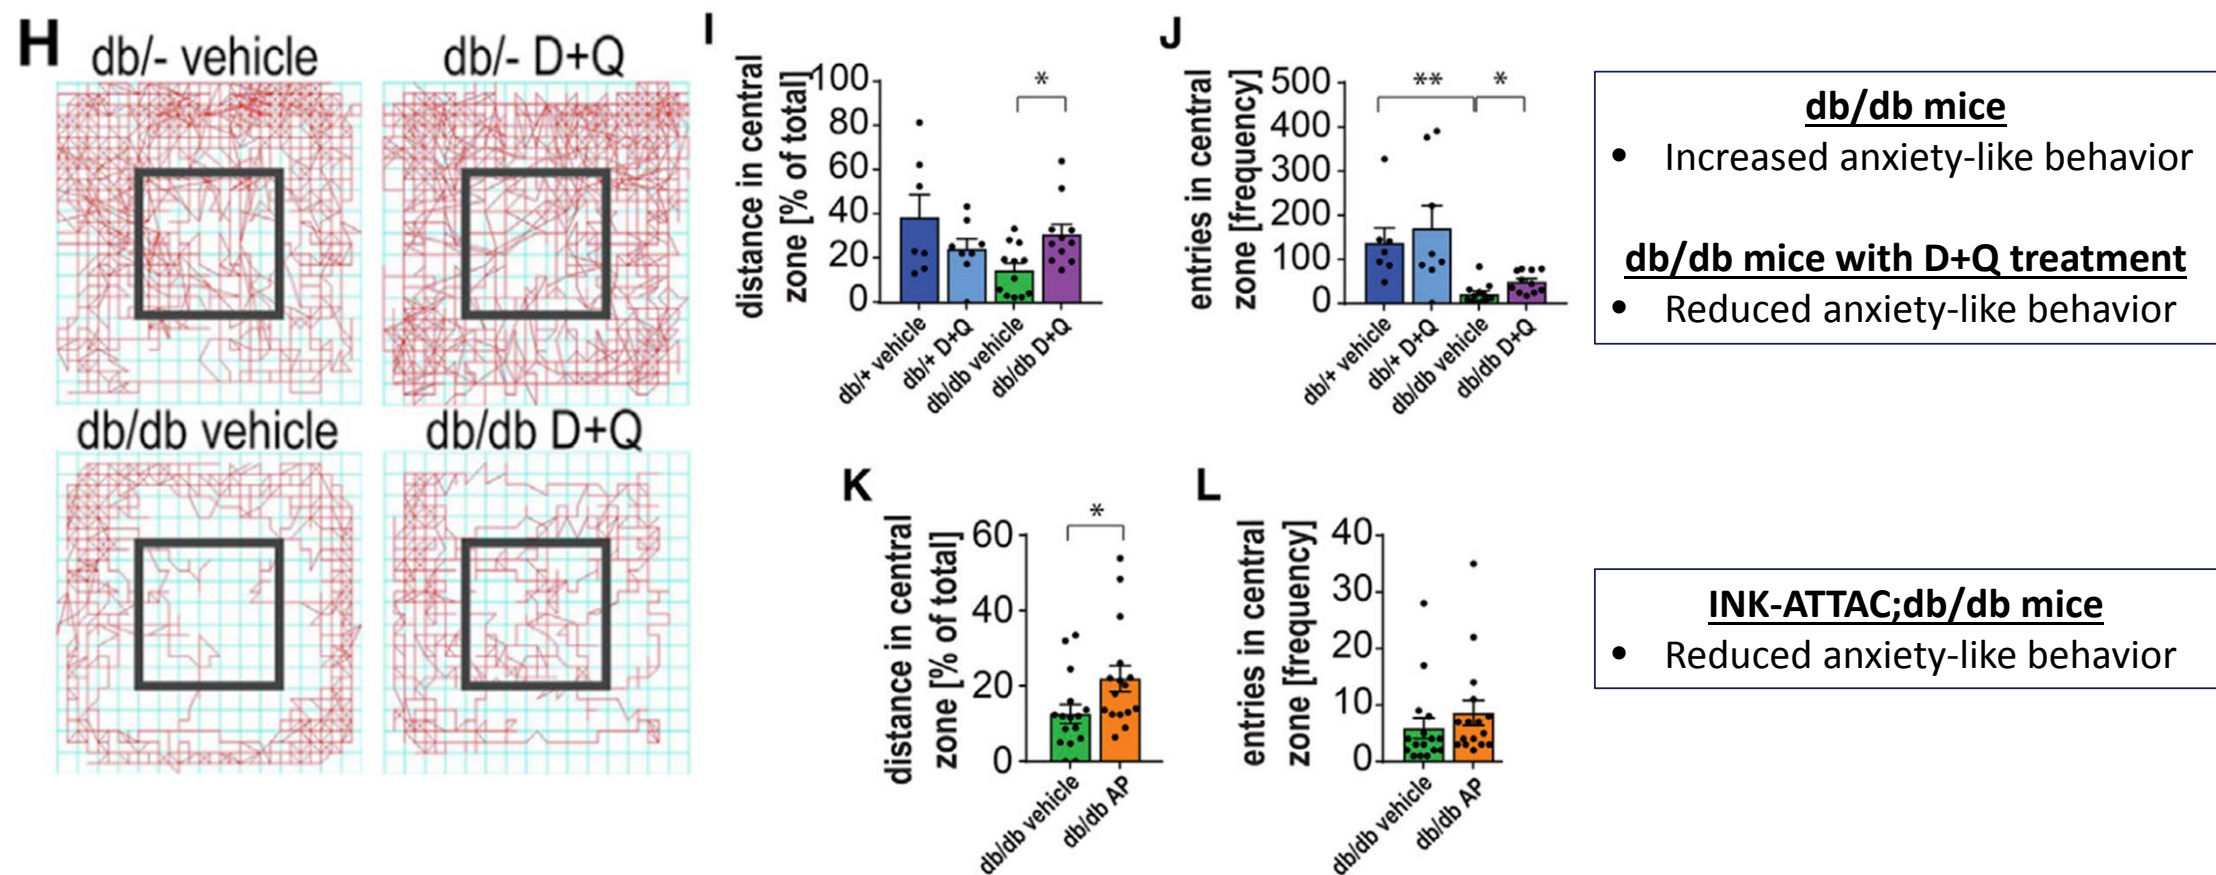 H
db/- vehicle
db/- D+Q
db/db vehicle
db/db D+Q
I
distance in central
zone [% of total]
100
80
60
40
20
0
*
db/+ vehicle
db/+ D+Q
db/db vehicle
db/db D+Q
J
entries in central
zone [frequency]
500
400
300
200
100
0
**
*
db/+ vehicle
db/+ D+Q
db/db vehicle
db/db D+Q
db/db mice
• Increased anxiety-like behavior
db/db mice with D+Q treatment
• Reduced anxiety-like behavior
K
distance in central
zone [% of total]
60
40
20
0
*
db/db vehicle
db/db AP
L
entries in central
zone [frequency]
40
30
20
10
0
db/db vehicle
db/db AP
INK-ATTAC;db/db mice
• Reduced anxiety-like behavior